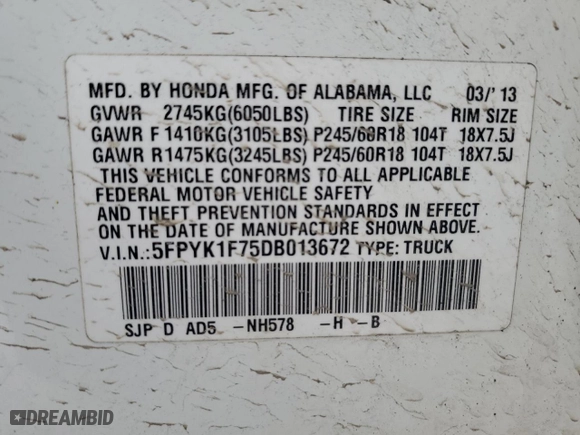 MFD. BY HONDA MFG. OF ALABAMA, LLC 03/'13
GVWR 2745KG(6050LBS) TIRE SIZE RIM SIZE
GAWR F 1410KG(3105LBS) P245/60R18 104T 18X7.5J
GAWR R 1475KG(3245LBS) P245/60R18 104T 18X7.5J
THIS VEHICLE CONFORMS TO ALL APPLICABLE
FEDERAL MOTOR VEHICLE SAFETY
AND THEFT PREVENTION STANDARDS IN EFFECT
ON THE DATE OF MANUFACTURE SHOWN ABOVE.
V.I.N.:5FPYK1F75DB013672 TYPE: TRUCK
SJP D AD5 -NH578 -H -B
DREAMBID